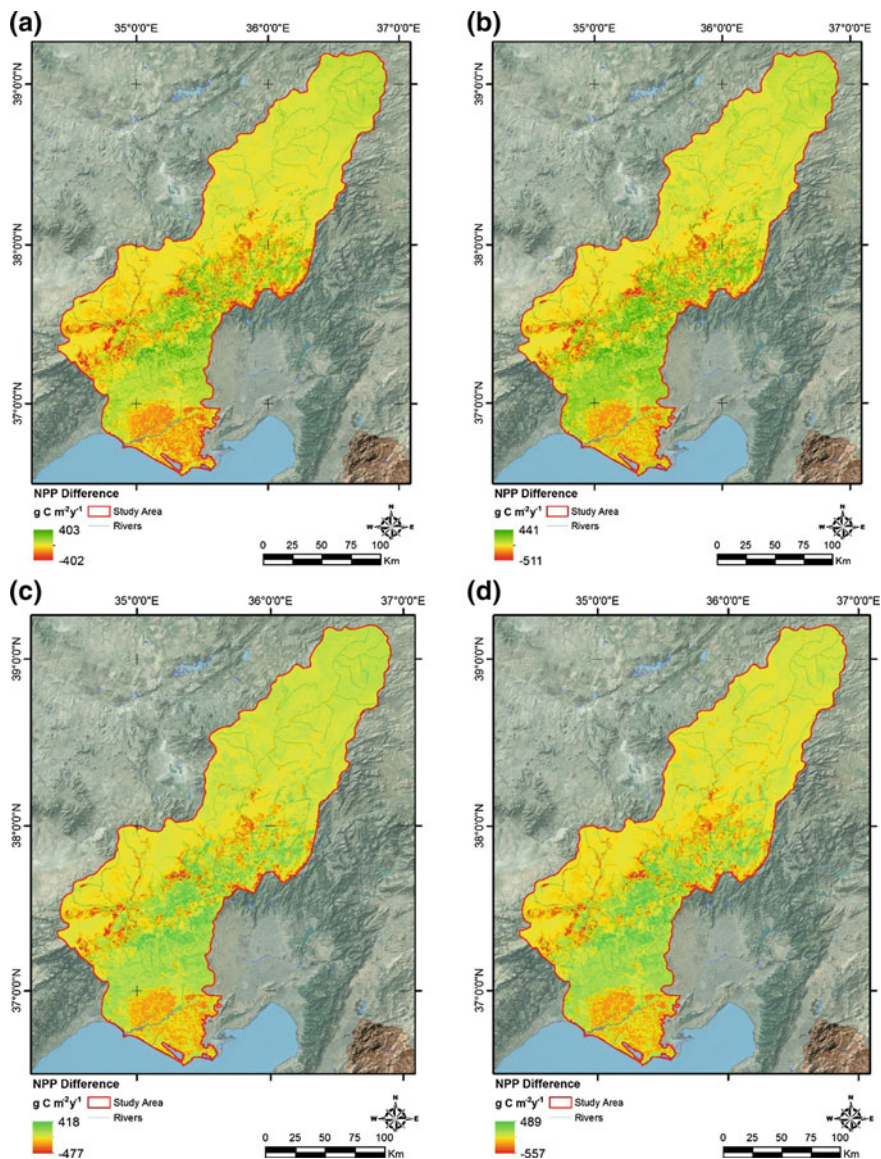 (a)
35°0'0"E 36°0'0"E 37°0'0"E
39°0'0"N
38°0'0"N
37°0'0"N
NPP Difference
g C m⁻²y⁻¹
403
-402
Study Area
Rivers
N
W E
S
0 25 50 75 100
Km
(b)
35°0'0"E 36°0'0"E 37°0'0"E
39°0'0"N
38°0'0"N
37°0'0"N
NPP Difference
g C m⁻²y⁻¹
441
-511
Study Area
Rivers
N
W E
S
0 25 50 75 100
Km
(c)
35°0'0"E 36°0'0"E 37°0'0"E
39°0'0"N
38°0'0"N
37°0'0"N
NPP Difference
g C m⁻²y⁻¹
418
-477
Study Area
Rivers
N
W E
S
0 25 50 75 100
Km
(d)
35°0'0"E 36°0'0"E 37°0'0"E
39°0'0"N
38°0'0"N
37°0'0"N
NPP Difference
g C m⁻²y⁻¹
489
-557
Study Area
Rivers
N
W E
S
0 25 50 75 100
Km